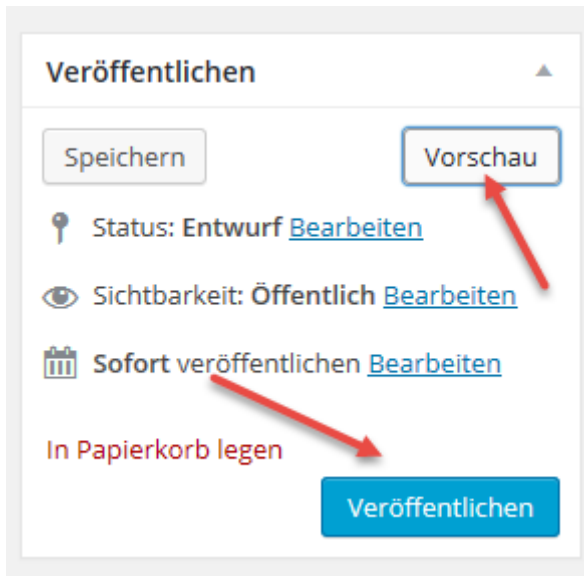 Veröffentlichen
Speichern Vorschau
Status: Entwurf Bearbeiten
Sichtbarkeit: Öffentlich Bearbeiten
Sofort veröffentlichen Bearbeiten
In Papierkorb legen
Veröffentlichen